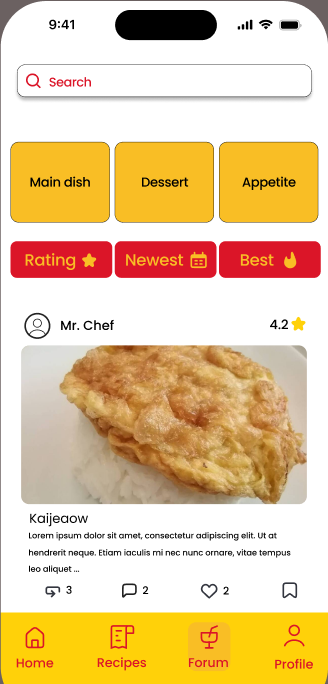 9:41
Search
Main dish Dessert Appetite
Rating Newest Best
Mr. Chef 4.2
Kaijeaow
Lorem ipsum dolor sit amet, consectetur adipiscing elit. Ut at
hendrerit neque. Etiam iaculis mi nec nunc ornare, vitae tempus
leo aliquet ...
3 2 2
Home Recipes Forum Profile